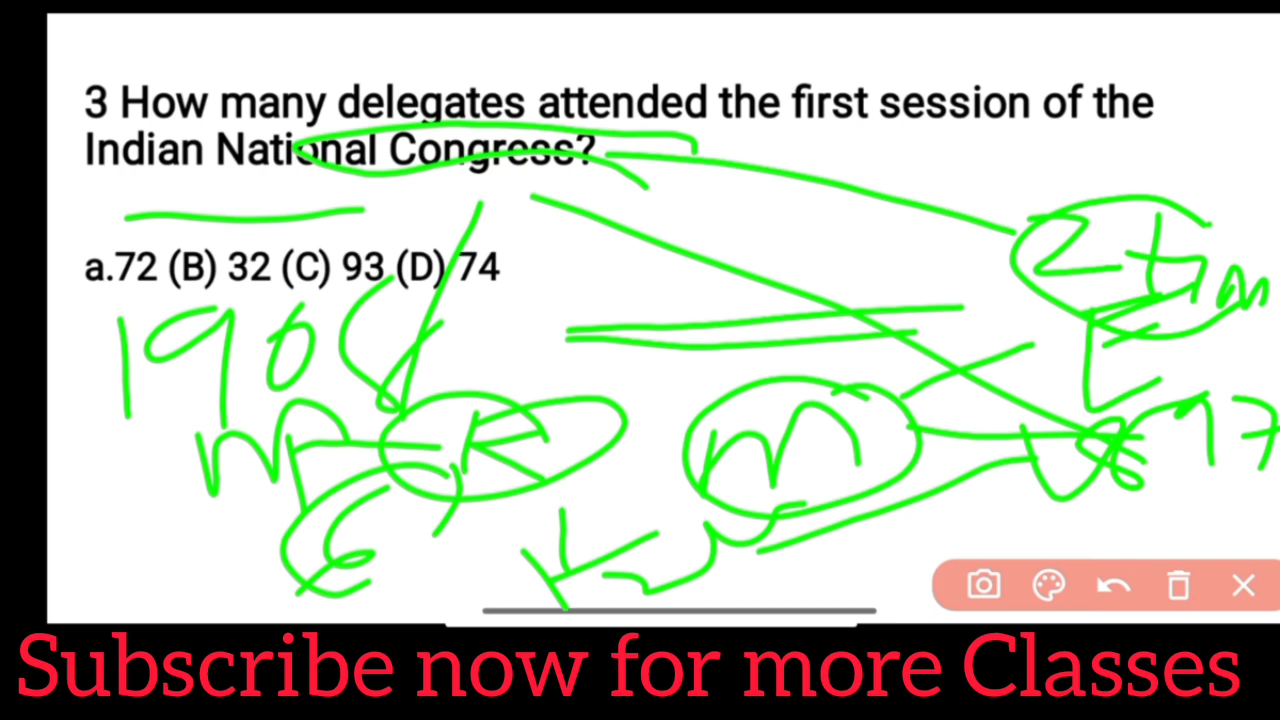 3 How many delegates attended the first session of the
Indian National Congress?
a.72 (B) 32 (C) 93 (D) 74
190
Subscribe now for more Classes